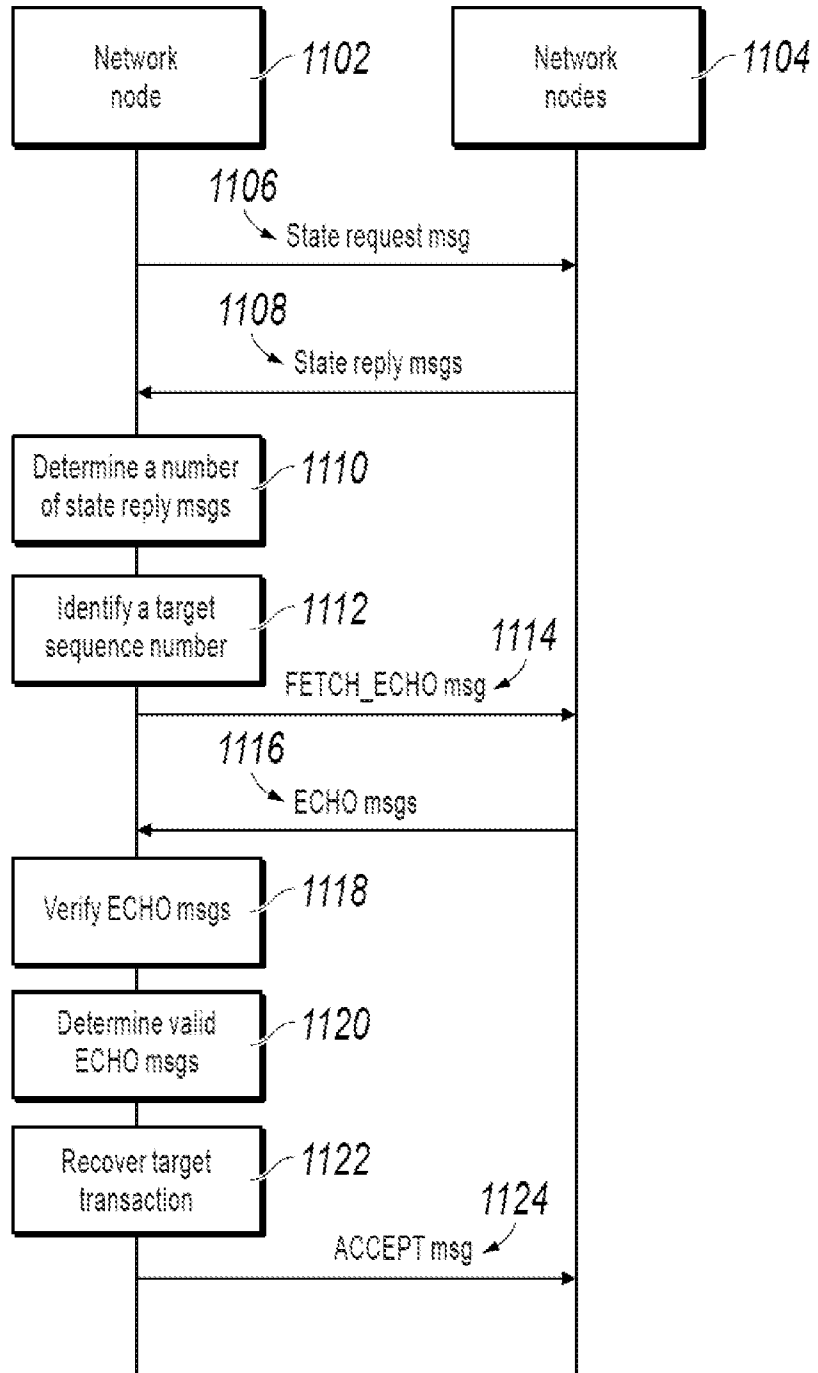 Network
node
1102
Network
nodes
1104
1106
State request msg
1108
State reply msgs
Determine a number
of state reply msgs
1110
Identify a target
sequence number
1112
1114
FETCH_ECHO msg
1116
ECHO msgs
Verify ECHO msgs
1118
Determine valid
ECHO msgs
1120
Recover target
transaction
1122
1124
ACCEPT msg